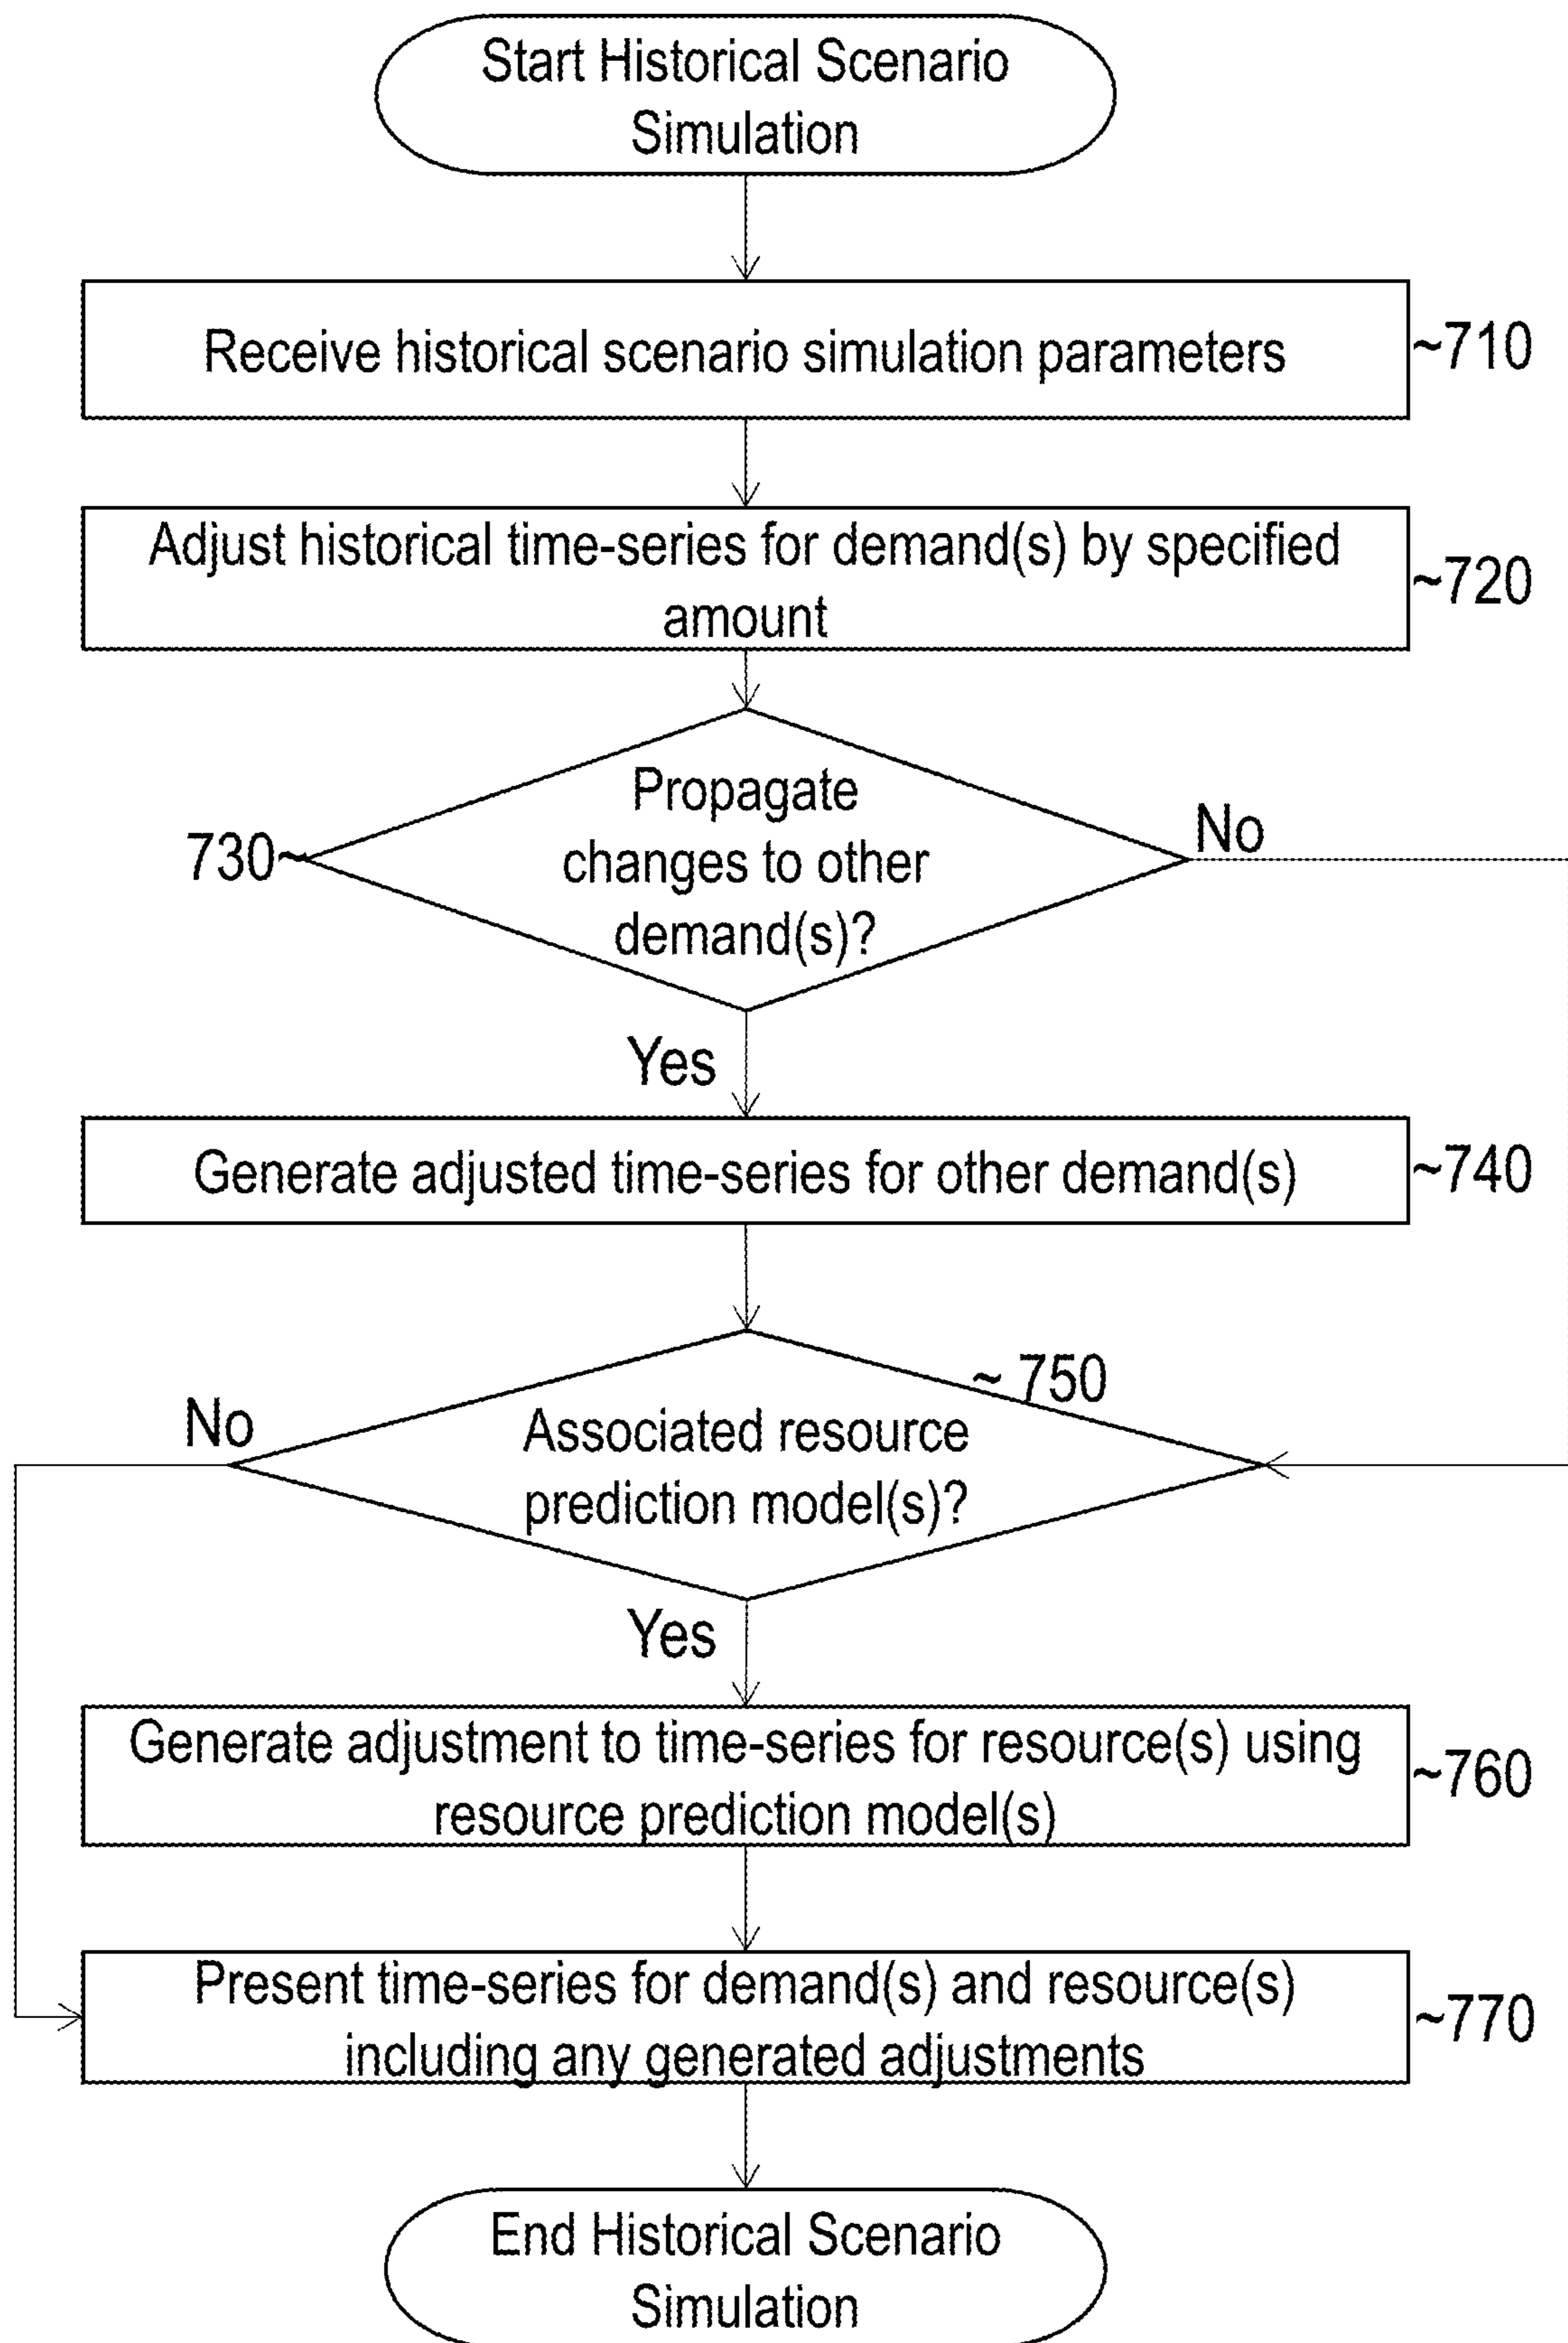 Start Historical Scenario
Simulation
Receive historical scenario simulation parameters
~710
Adjust historical time-series for demand(s) by specified
amount
~720
Propagate
changes to other
demand(s)?
730~
No
Yes
Generate adjusted time-series for other demand(s)
~740
~ 750
No
Associated resource
prediction model(s)?
Yes
Generate adjustment to time-series for resource(s) using
resource prediction model(s)
~760
Present time-series for demand(s) and resource(s)
including any generated adjustments
~770
End Historical Scenario
Simulation